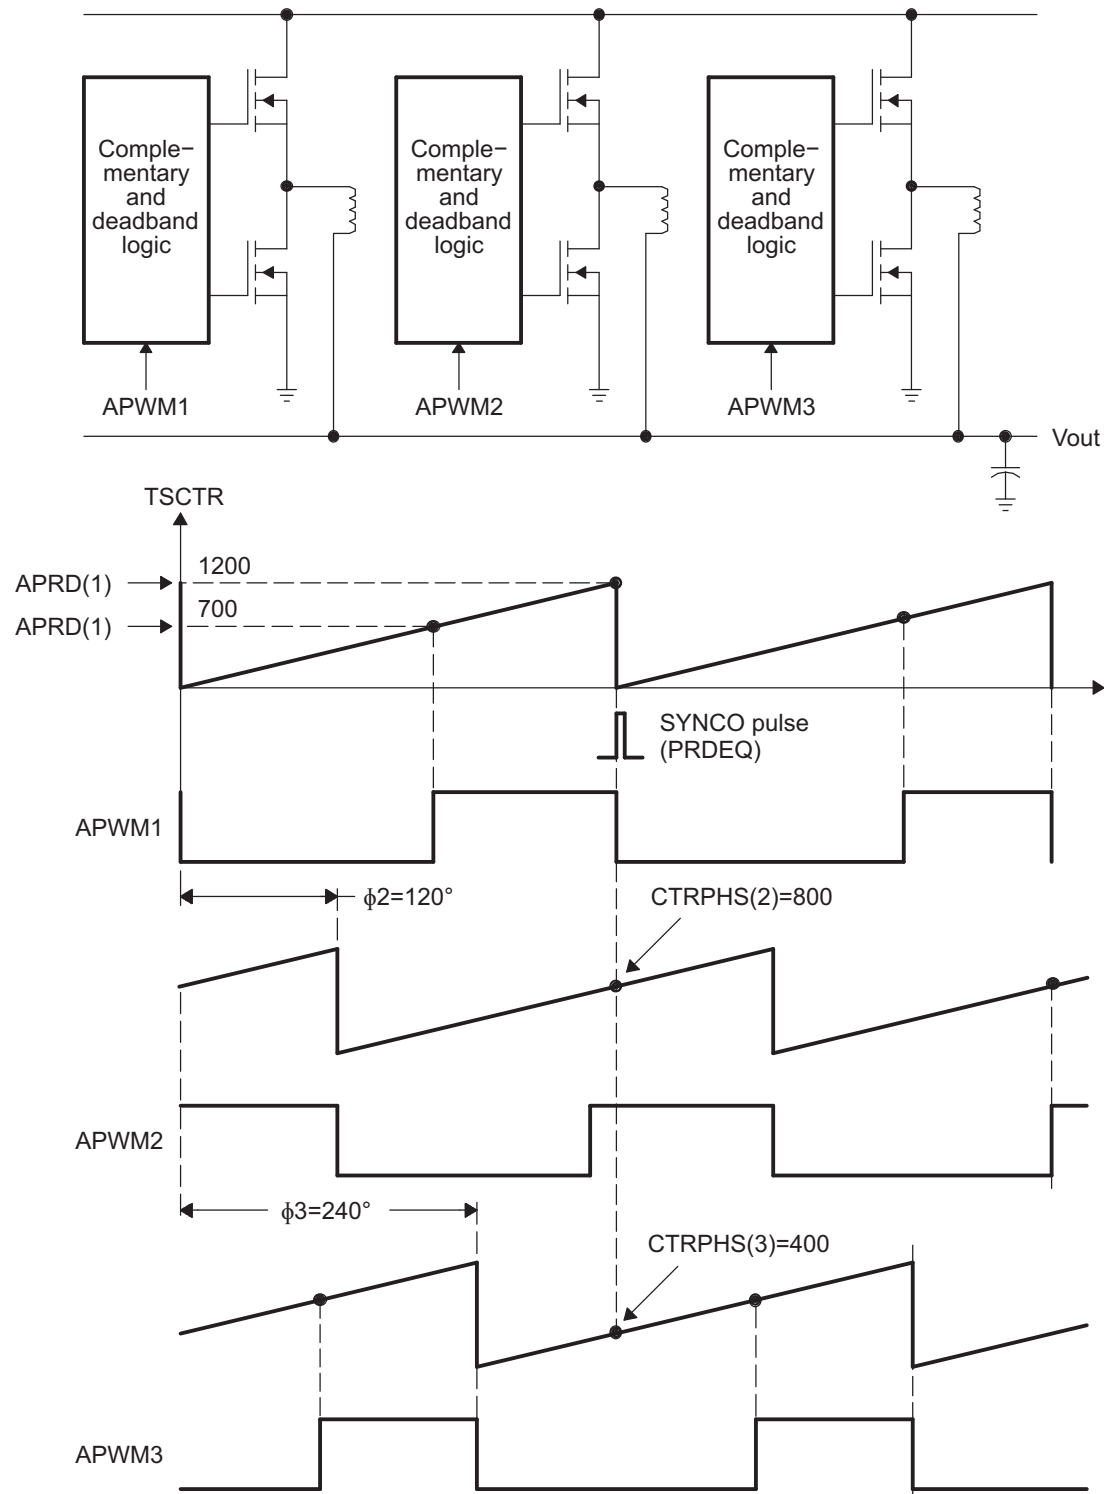 Comple−
mentary
and
deadband
logic
Comple−
mentary
and
deadband
logic
Comple−
mentary
and
deadband
logic
APWM1
APWM2
APWM3
Vout
TSCTR
1200
APRD(1)
700
APRD(1)
SYNCO pulse
(PRDEQ)
APWM1
ϕ2=120°
CTRPHS(2)=800
APWM2
ϕ3=240°
CTRPHS(3)=400
APWM3